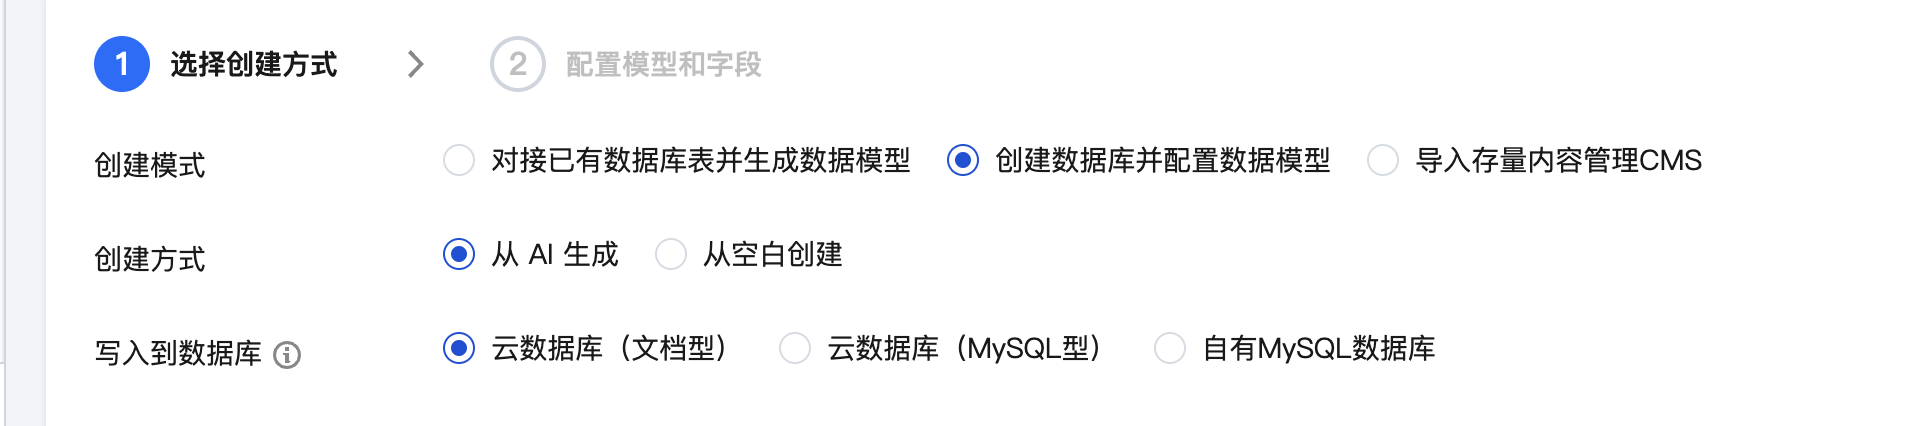 1 选择创建方式 2 配置模型和字段
创建模式 对接已有数据库表并生成数据模型 创建数据库并配置数据模型 导入存量内容管理CMS
创建方式 从 AI 生成 从空白创建
写入到数据库 云数据库（文档型） 云数据库（MySQL型） 自有MySQL数据库